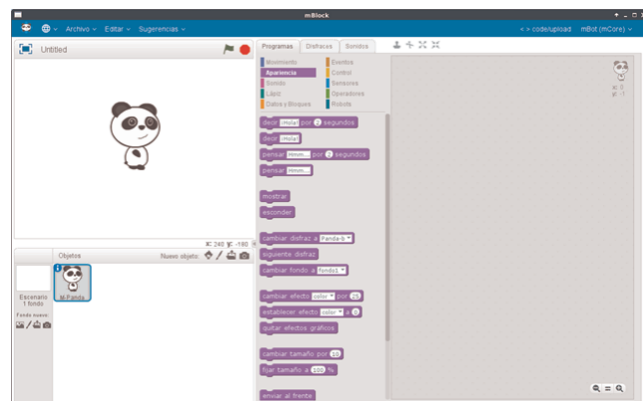 mBlock
Archivo Editar Sugerencias
< > code/upload mBot (mCore)
Untitled
Programas Disfraces Sonidos
Movimiento Eventos
Apariencia Control
Sonido Sensores
Lápiz Operadores
Datos y Bloques Robots
x: 0
y: -1
decir ¡Hola! por 2 segundos
decir ¡Hola!
pensar Hmm... por 2 segundos
pensar Hmm...
mostrar
esconder
cambiar disfraz a Panda-b
siguiente disfraz
cambiar fondo a fondo1
cambiar efecto color por 25
establecer efecto color a 0
quitar efectos gráficos
cambiar tamaño por 10
fijar tamaño a 100 %
enviar al frente
x: 240 y: -180
Objetos Nuevo objeto:
M-Panda
Escenario
1 fondo
Fondo nuevo: